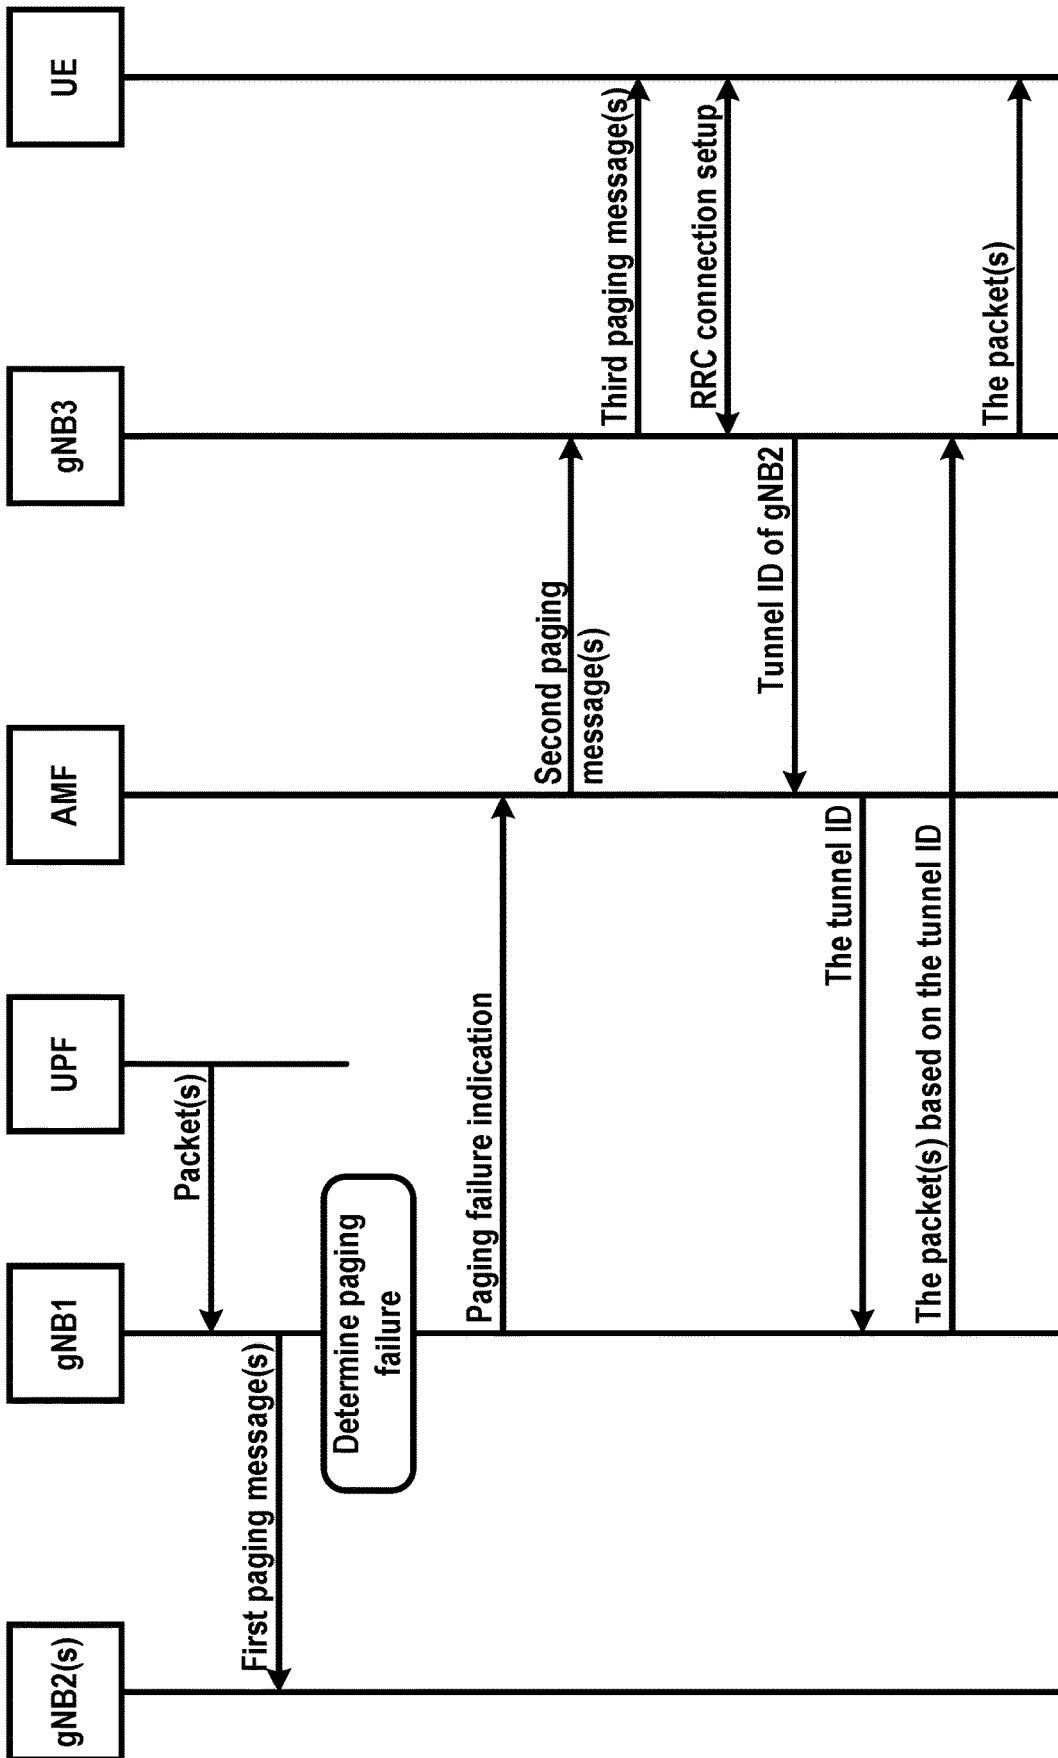 gNB2(s)
gNB1
UPF
AMF
gNB3
UE
Packet(s)
First paging message(s)
Determine paging
failure
Paging failure indication
Second paging
message(s)
Third paging message(s)
RRC connection setup
Tunnel ID of gNB2
The tunnel ID
The packet(s) based on the tunnel ID
The packet(s)